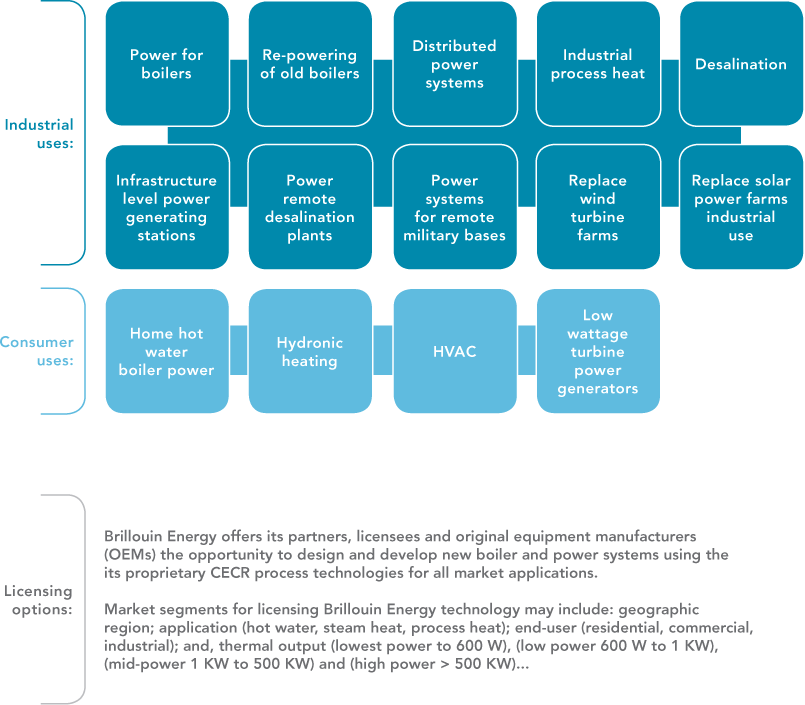 Industrial
uses:
Power for
boilers
Re-powering
of old boilers
Distributed
power
systems
Industrial
process heat
Desalination
Infrastructure
level power
generating
stations
Power
remote
desalination
plants
Power
systems
for remote
military bases
Replace
wind
turbine
farms
Replace solar
power farms
industrial
use
Consumer
uses:
Home hot
water
boiler power
Hydronic
heating
HVAC
Low
wattage
turbine
power
generators
Licensing
options:
Brillouin Energy offers its partners, licensees and original equipment manufacturers
(OEMs) the opportunity to design and develop new boiler and power systems using the
its proprietary CECR process technologies for all market applications.
Market segments for licensing Brillouin Energy technology may include: geographic
region; application (hot water, steam heat, process heat); end-user (residential, commercial,
industrial); and, thermal output (lowest power to 600 W), (low power 600 W to 1 KW),
(mid-power 1 KW to 500 KW) and (high power > 500 KW)...